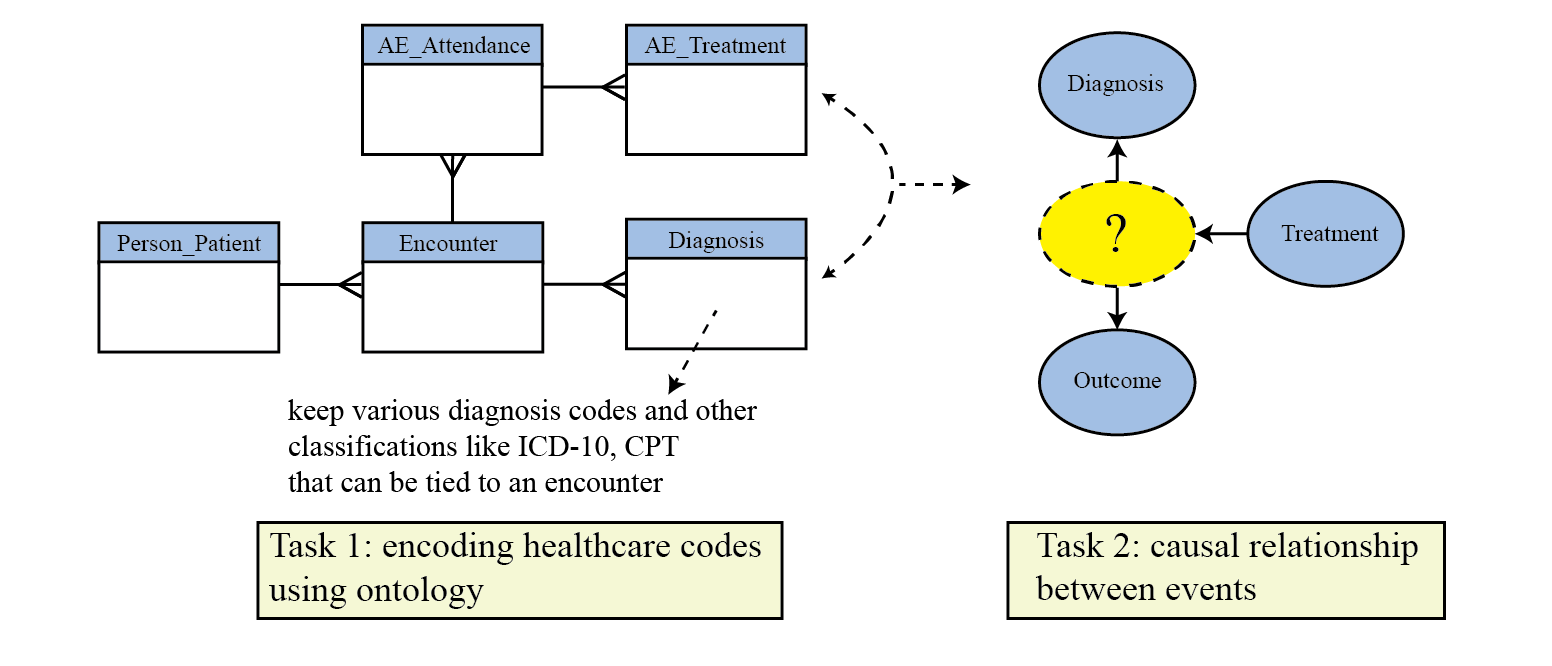 AE_Attendance
AE_Treatment
Person_Patient
Encounter
Diagnosis
keep various diagnosis codes and other
classifications like ICD-10, CPT
that can be tied to an encounter
Task 1: encoding healthcare codes
using ontology
Diagnosis
?
Treatment
Outcome
Task 2: causal relationship
between events